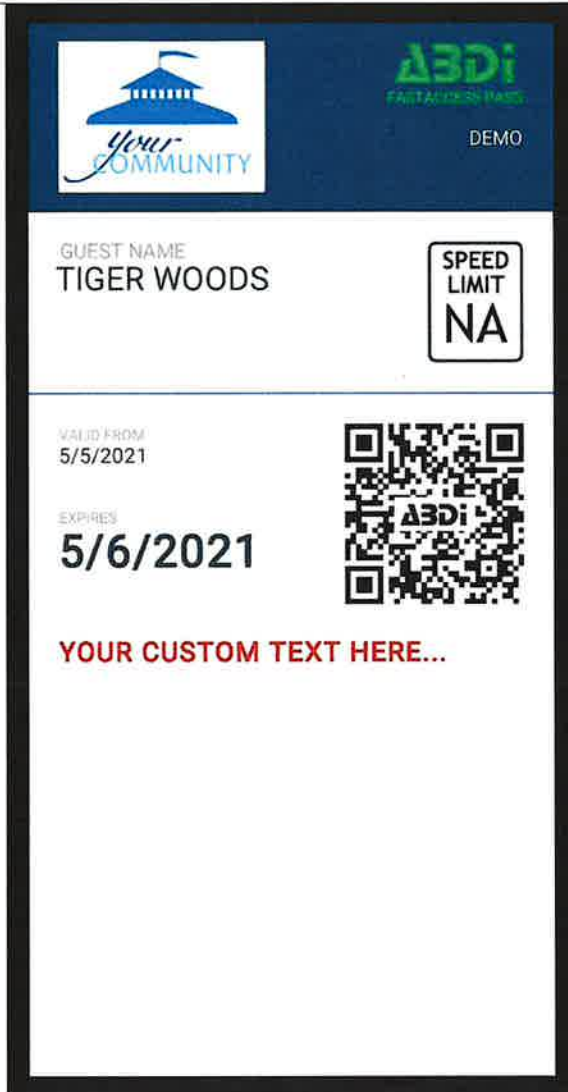 your
COMMUNITY
ABDi
FASTACCESS PASS
DEMO
GUEST NAME
TIGER WOODS
SPEED
LIMIT
NA
VALID FROM
5/5/2021
EXPIRES
5/6/2021
ABDi
YOUR CUSTOM TEXT HERE...